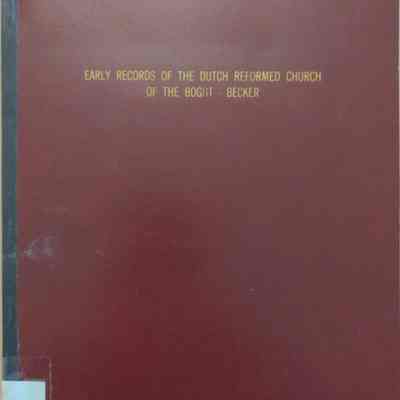 EARLY RECORDS OF THE DUTCH REFORMED CHURCH
OF THE BOGHT - BECKER